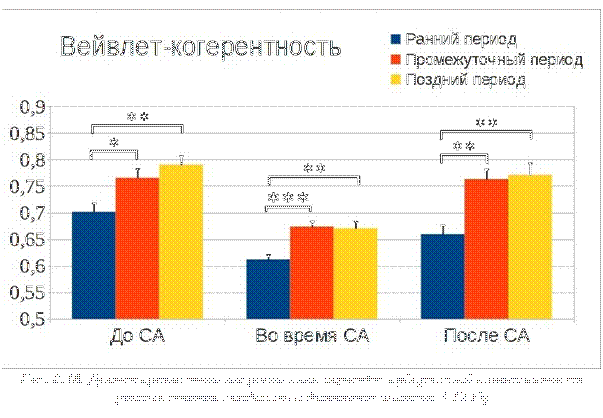 Вейвлет-когерентность
Ранний период
Промежуточный период
Поздний период
0,9
0,85
0,8
0,75
0,7
0,65
0,6
0,55
0,5
**
*
**
***
**
**
До СА
Во время СА
После СА